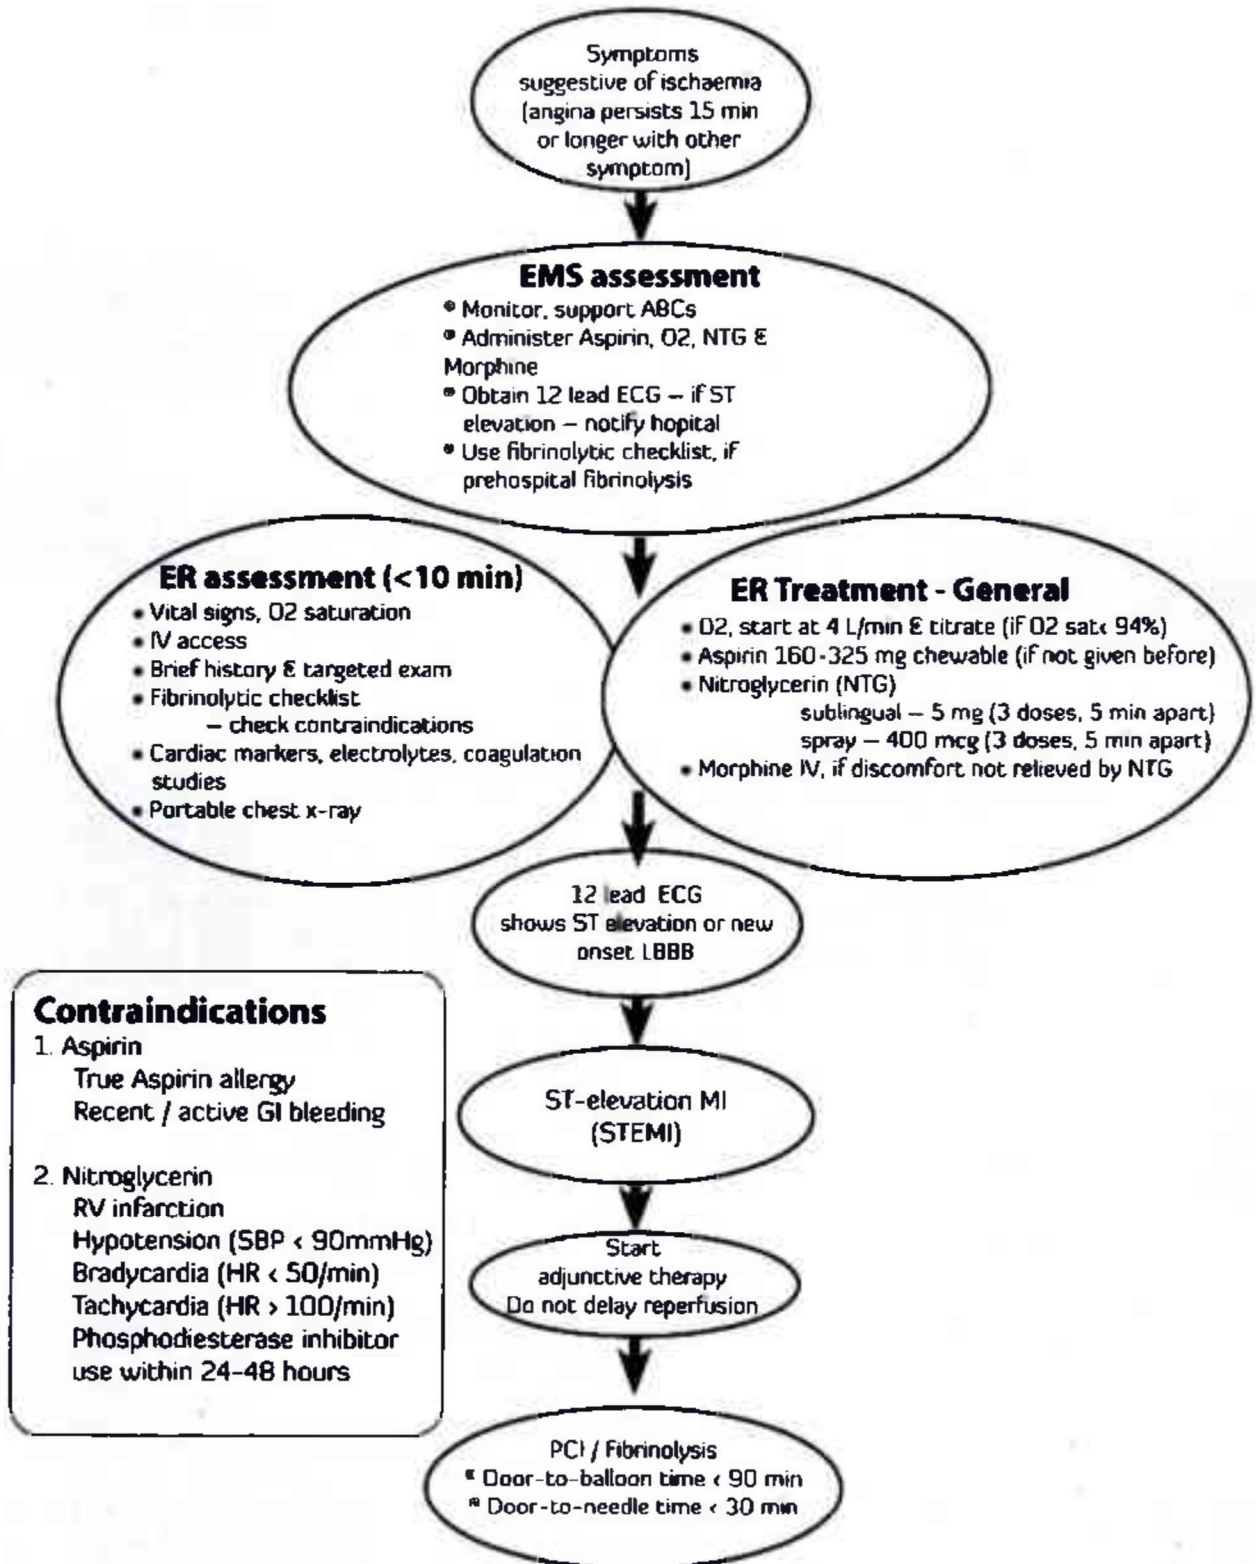 Symptoms
suggestive of ischaemia
(angina persists 15 min
or longer with other
symptom)
EMS assessment
• Monitor, support ABCs
• Administer Aspirin, O2, NTG &
Morphine
• Obtain 12 lead ECG – if ST
elevation – notify hopital
• Use fibrinolytic checklist, if
prehospital fibrinolysis
ER assessment (<10 min)
• Vital signs, O2 saturation
• IV access
• Brief history & targeted exam
• Fibrinolytic checklist
– check contraindications
• Cardiac markers, electrolytes, coagulation
studies
• Portable chest x-ray
ER Treatment - General
• O2, start at 4 L/min & titrate (if O2 sat< 94%)
• Aspirin 160-325 mg chewable (if not given before)
• Nitroglycerin (NTG)
sublingual – 5 mg (3 doses, 5 min apart)
spray – 400 mcg (3 doses, 5 min apart)
• Morphine IV, if discomfort not relieved by NTG
12 lead ECG
shows ST elevation or new
onset LBBB
Contraindications
1. Aspirin
True Aspirin allergy
Recent / active GI bleeding
2. Nitroglycerin
RV infarction
Hypotension (SBP < 90mmHg)
Bradycardia (HR < 50/min)
Tachycardia (HR > 100/min)
Phosphodiesterase inhibitor
use within 24-48 hours
ST-elevation MI
(STEMI)
Start
adjunctive therapy
Do not delay reperfusion
PCI / Fibrinolysis
• Door-to-balloon time < 90 min
• Door-to-needle time < 30 min